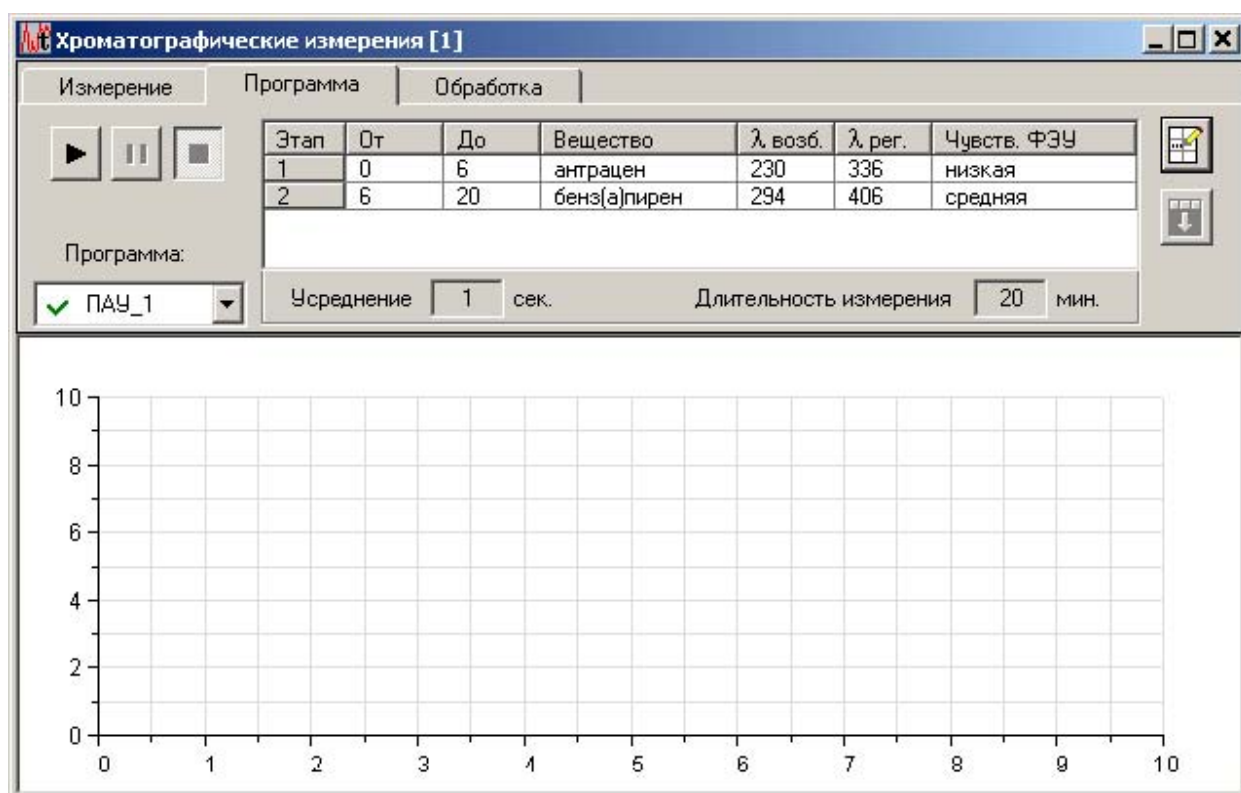 Хроматографические измерения [1]
Измерение Программа Обработка
Этап От До Вещество λ возб. λ рег. Чувств. ФЭУ
1 0 6 антрацен 230 336 низкая
2 6 20 бенз(а)пирен 294 406 средняя
Программа:
ПАУ_1
Усреднение 1 сек. Длительность измерения 20 мин.
10
8
6
4
2
0
0 1 2 3 4 5 6 7 8 9 10